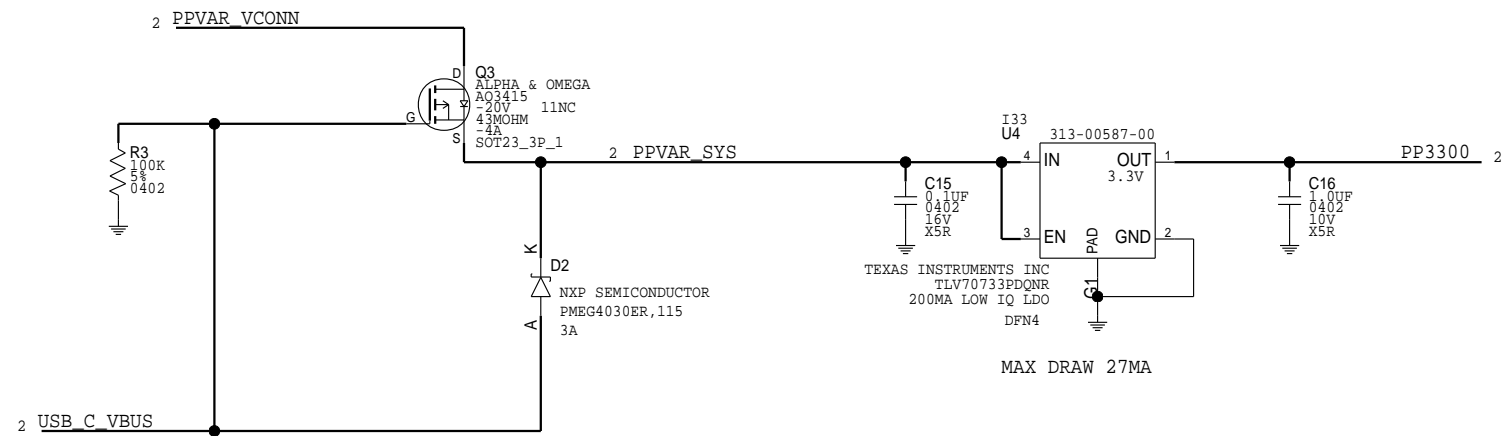 2 PPVAR_VCONN
D
Q3
ALPHA & OMEGA
AO3415
-20V 11NC
43MOHM
-4A
SOT23_3P_1
G
S
R3
100K
5%
0402
2 PPVAR_SYS
I33
U4
313-00587-00
4 IN
OUT 1
3.3V
3 EN
PAD
GND 2
G1
PP3300 2
C15
0.1UF
0402
16V
X5R
C16
1.0UF
0402
10V
X5R
K
D2
NXP SEMICONDUCTOR
PMEG4030ER,115
3A
A
TEXAS INSTRUMENTS INC
TLV70733PDQNR
200MA LOW IQ LDO
DFN4
MAX DRAW 27MA
2 USB_C_VBUS